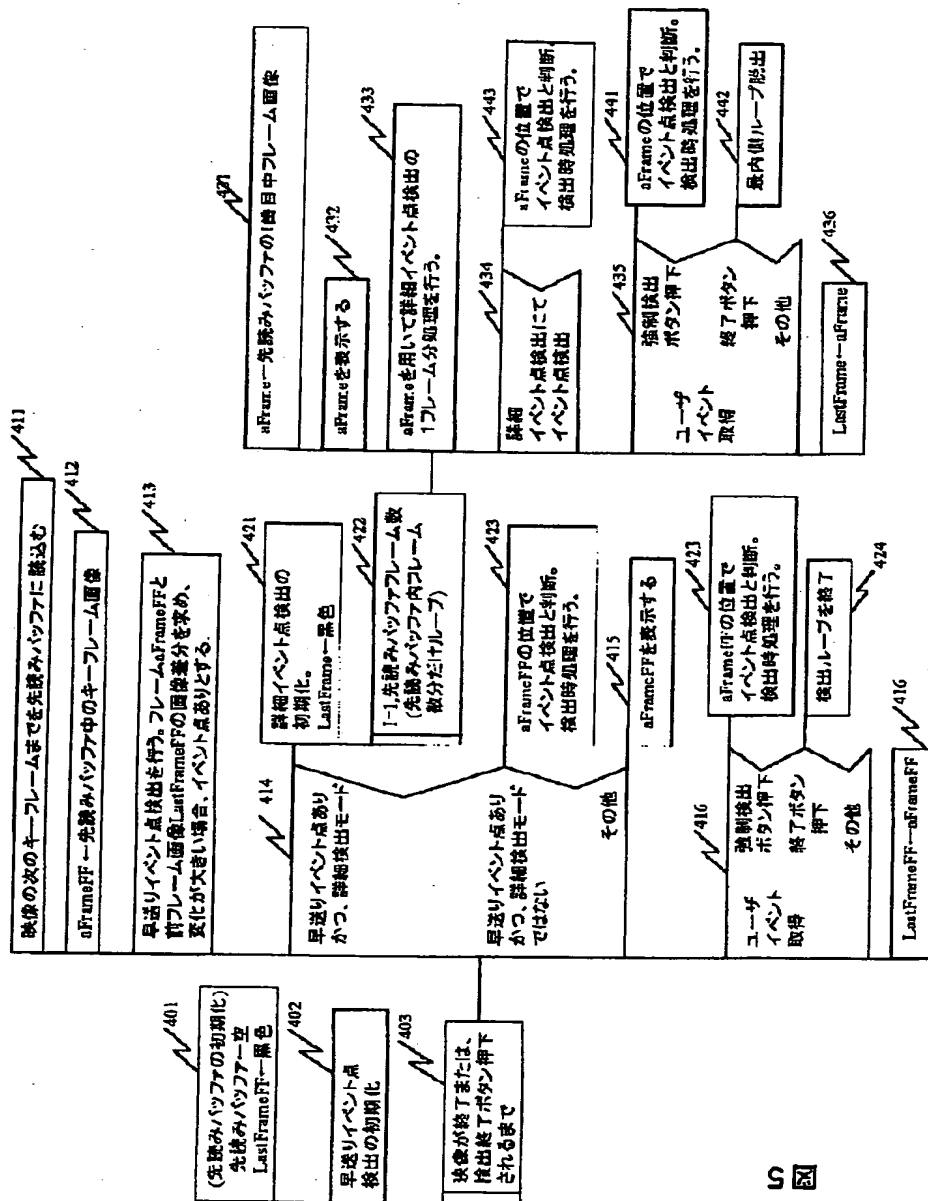 (先読みバッファの初期化)
先読みバッファ←空
LastFrameFF←黒色
401
早送りイベント点
検出の初期化
402
映像が終了または、
検出終了ボタン押下
されるまで
403
映像の次のキーフレームまでを先読みバッファに読込む
411
aFrameFF←先読みバッファ中のキーフレーム画像
412
早送りイベント点検出を行う。フレームaFrameFFと
前フレーム画像LastFrameFFの画像差分を求め、
変化が大きい場合、イベント点ありとする。
413
早送りイベント点あり
かつ、詳細検出モード
414
詳細イベント点検出の
初期化。
LastFrame←黒色
421
I-1,先読みバッファフレーム数
(先読みバッファ内フレーム
数分だけループ)
422
早送りイベント点あり
かつ、詳細検出モード
ではない
aFrameFFの位置で
イベント点検出と判断。
検出時処理を行う。
423
その他
aFrameFFを表示する
415
ユーザ
イベント
取得
416
強制検出
ボタン押下
aFrameFFの位置で
イベント点検出と判断。
検出時処理を行う。
423
終了ボタン
押下
検出ループを終了
424
その他
LastFrameFF←aFrameFF
416
aFrame←先読みバッファの1番目中フレーム画像
aFrameを表示する
432
aFrameを用いて詳細イベント点検出の
1フレーム分処理を行う。
433
詳細
イベント点検出にて
イベント点検出
434
aFrameの位置で
イベント点検出と判断。
検出時処理を行う。
443
ユーザ
イベント
取得
435
強制検出
ボタン押下
aFrameの位置で
イベント点検出と判断。
検出時処理を行う。
441
終了ボタン
押下
最内側ループ脱出
442
その他
LastFrame←aFrame
436
図5